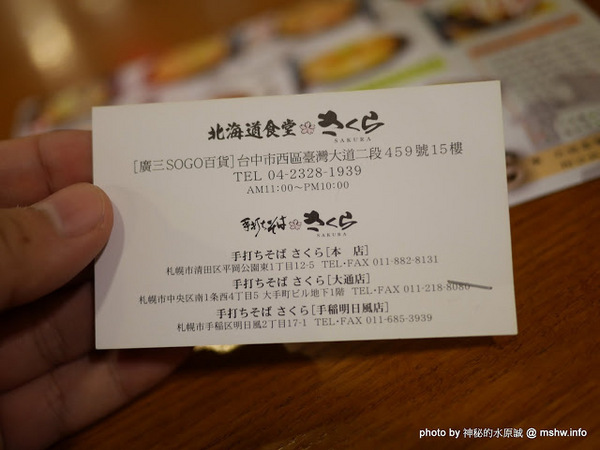 北海道食堂 さくら
SAKURA
[廣三SOGO百貨]台中市西區臺灣大道二段459號15樓
TEL 04-2328-1939
AM11:00～PM10:00
手打ちそば さくら
SAKURA
手打ちそば さくら[本 店]
札幌市清田区平岡公園東1丁目12-5 TEL・FAX 011-882-8131
手打ちそば さくら[大通店]
札幌市中央区南1条西4丁目5 大手町ビル地下1階 TEL・FAX 011-218-8080
手打ちそば さくら[手稲明日風店]
札幌市手稲区明日風2丁目17-1 TEL・FAX 011-685-3939
photo by 神秘的水原誠 @ mshw.info